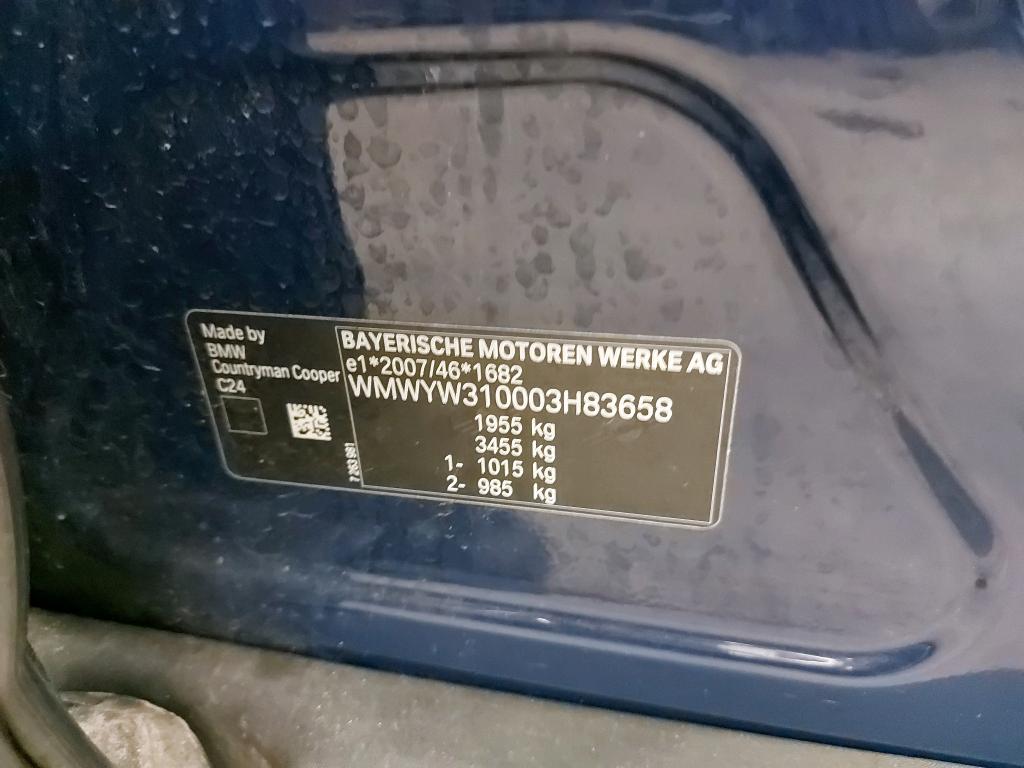 Made by
BMW
Countryman Cooper
C24
BAYERISCHE MOTOREN WERKE AG
e1*2007/46*1682
WMWYW310003H83658
1955 kg
3455 kg
1- 1015 kg
2- 985 kg